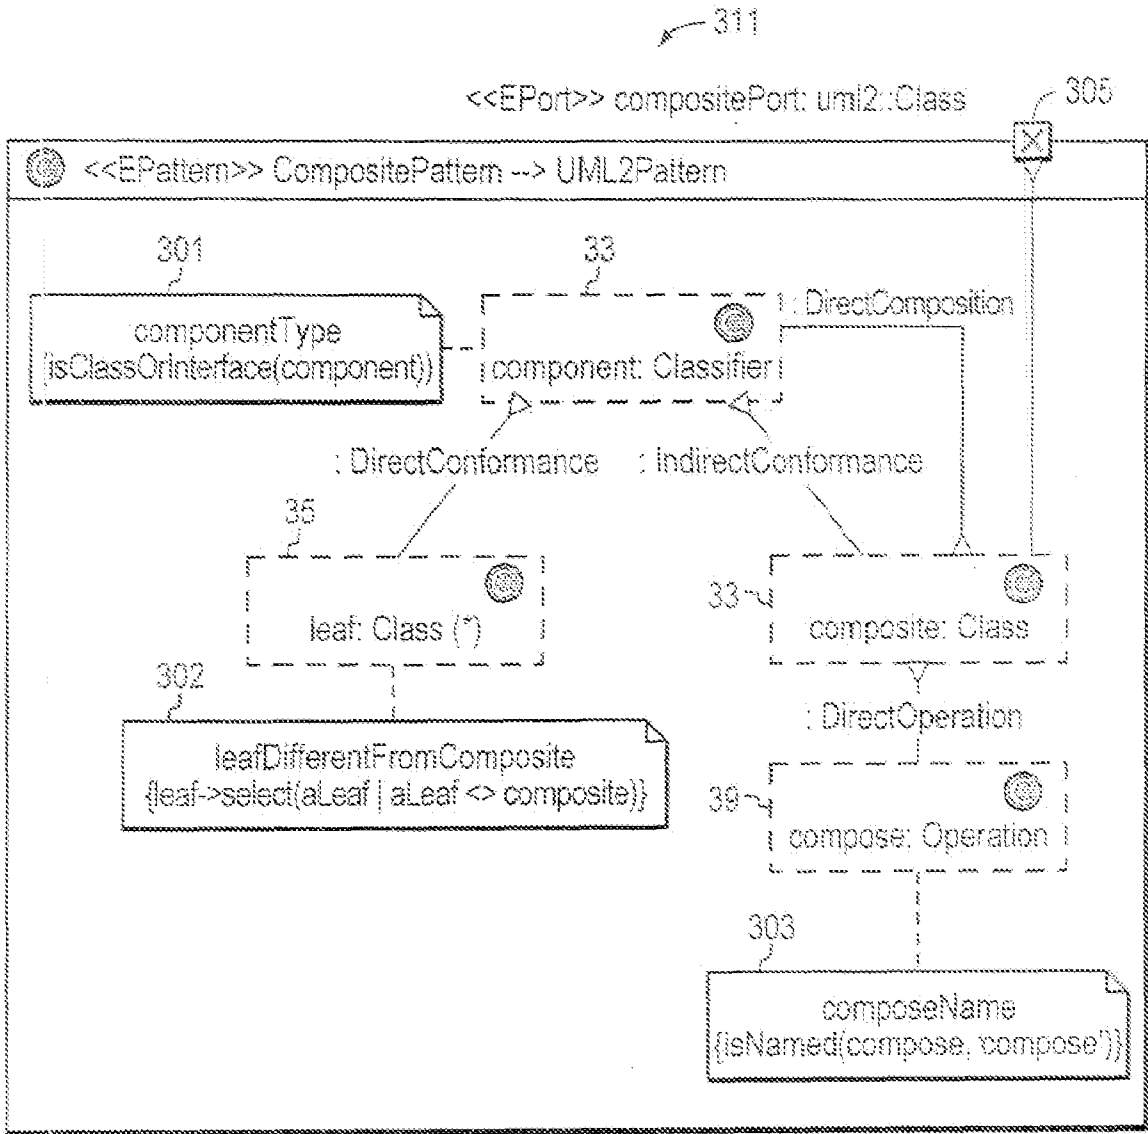 311
<<EPort>> compositePort: uml2::Class
305
<<EPattern>> CompositePattern --> UML2Pattern
301
33
: DirectComposition
componentType
{isClassOrInterface(component)}
component: Classifier
: DirectConformance
: IndirectConformance
35
leaf: Class (*)
33
composite: Class
302
: DirectOperation
leafDifferentFromComposite
{leaf->select(aLeaf | aLeaf <> composite)}
39
compose: Operation
303
composeName
{isNamed(compose, 'compose')}